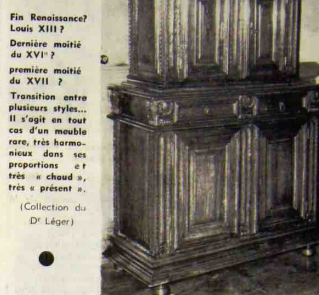 Fin Renaissance?
Louis XIII ?
Dernière moitié
du XVIe ?
première moitié
du XVII ?
Transition entre
plusieurs styles...
Il s'agit en tout
cas d'un meuble
rare, très harmo-
nieux dans ses
proportions et
très « chaud »,
très « présent ».
(Collection du
Dr Léger)